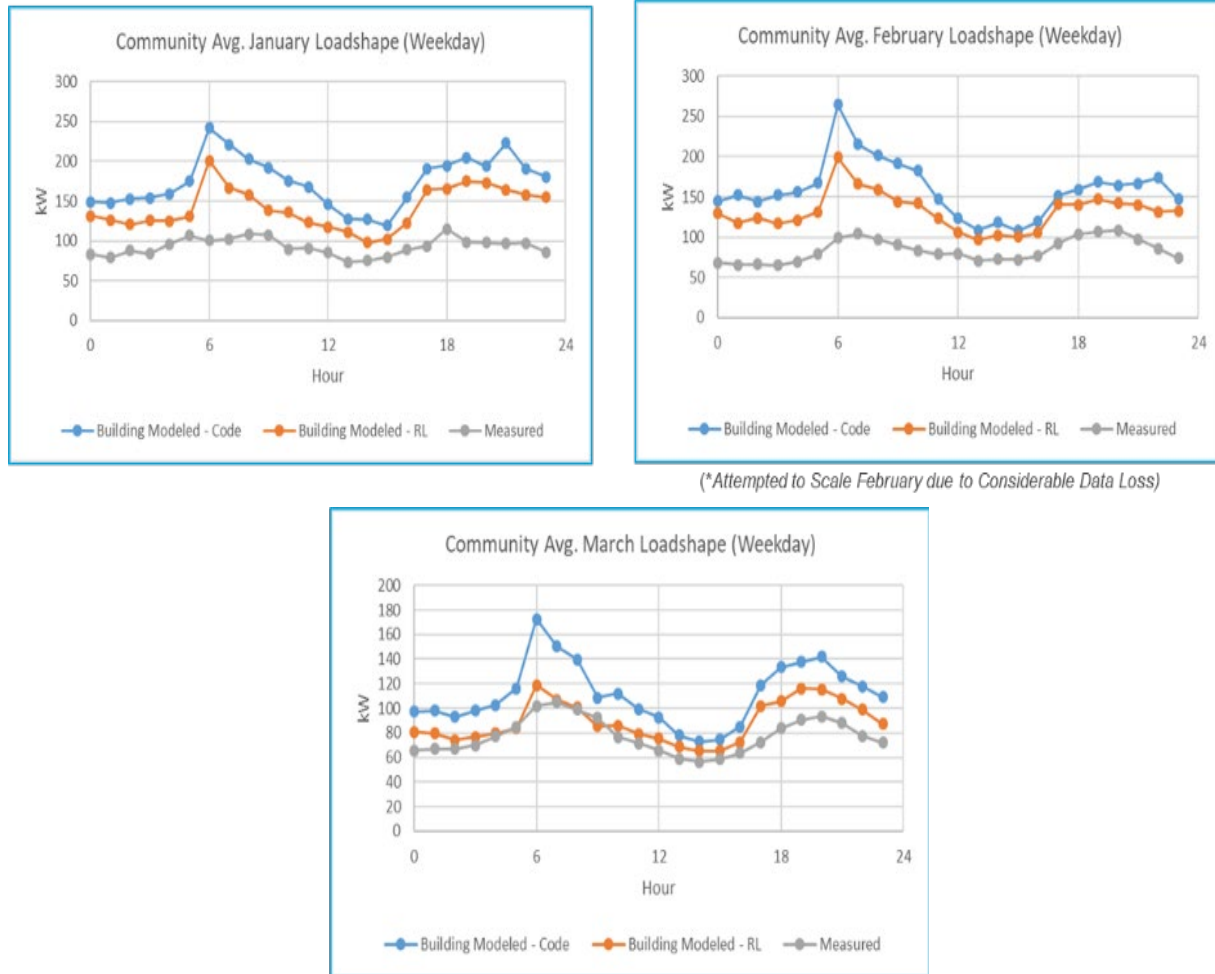 Community Avg. January Loadshape (Weekday)
300
250
200
150
100
50
0
kW
0 6 12 18 24
Hour
Building Modeled - Code Building Modeled - RL Measured
Community Avg. February Loadshape (Weekday)
300
250
200
150
100
50
0
kW
0 6 12 18 24
Hour
Building Modeled - Code Building Modeled - RL Measured
(*Attempted to Scale February due to Considerable Data Loss)
Community Avg. March Loadshape (Weekday)
200
180
160
140
120
100
80
60
40
20
0
kW
0 6 12 18 24
Hour
Building Modeled - Code Building Modeled - RL Measured